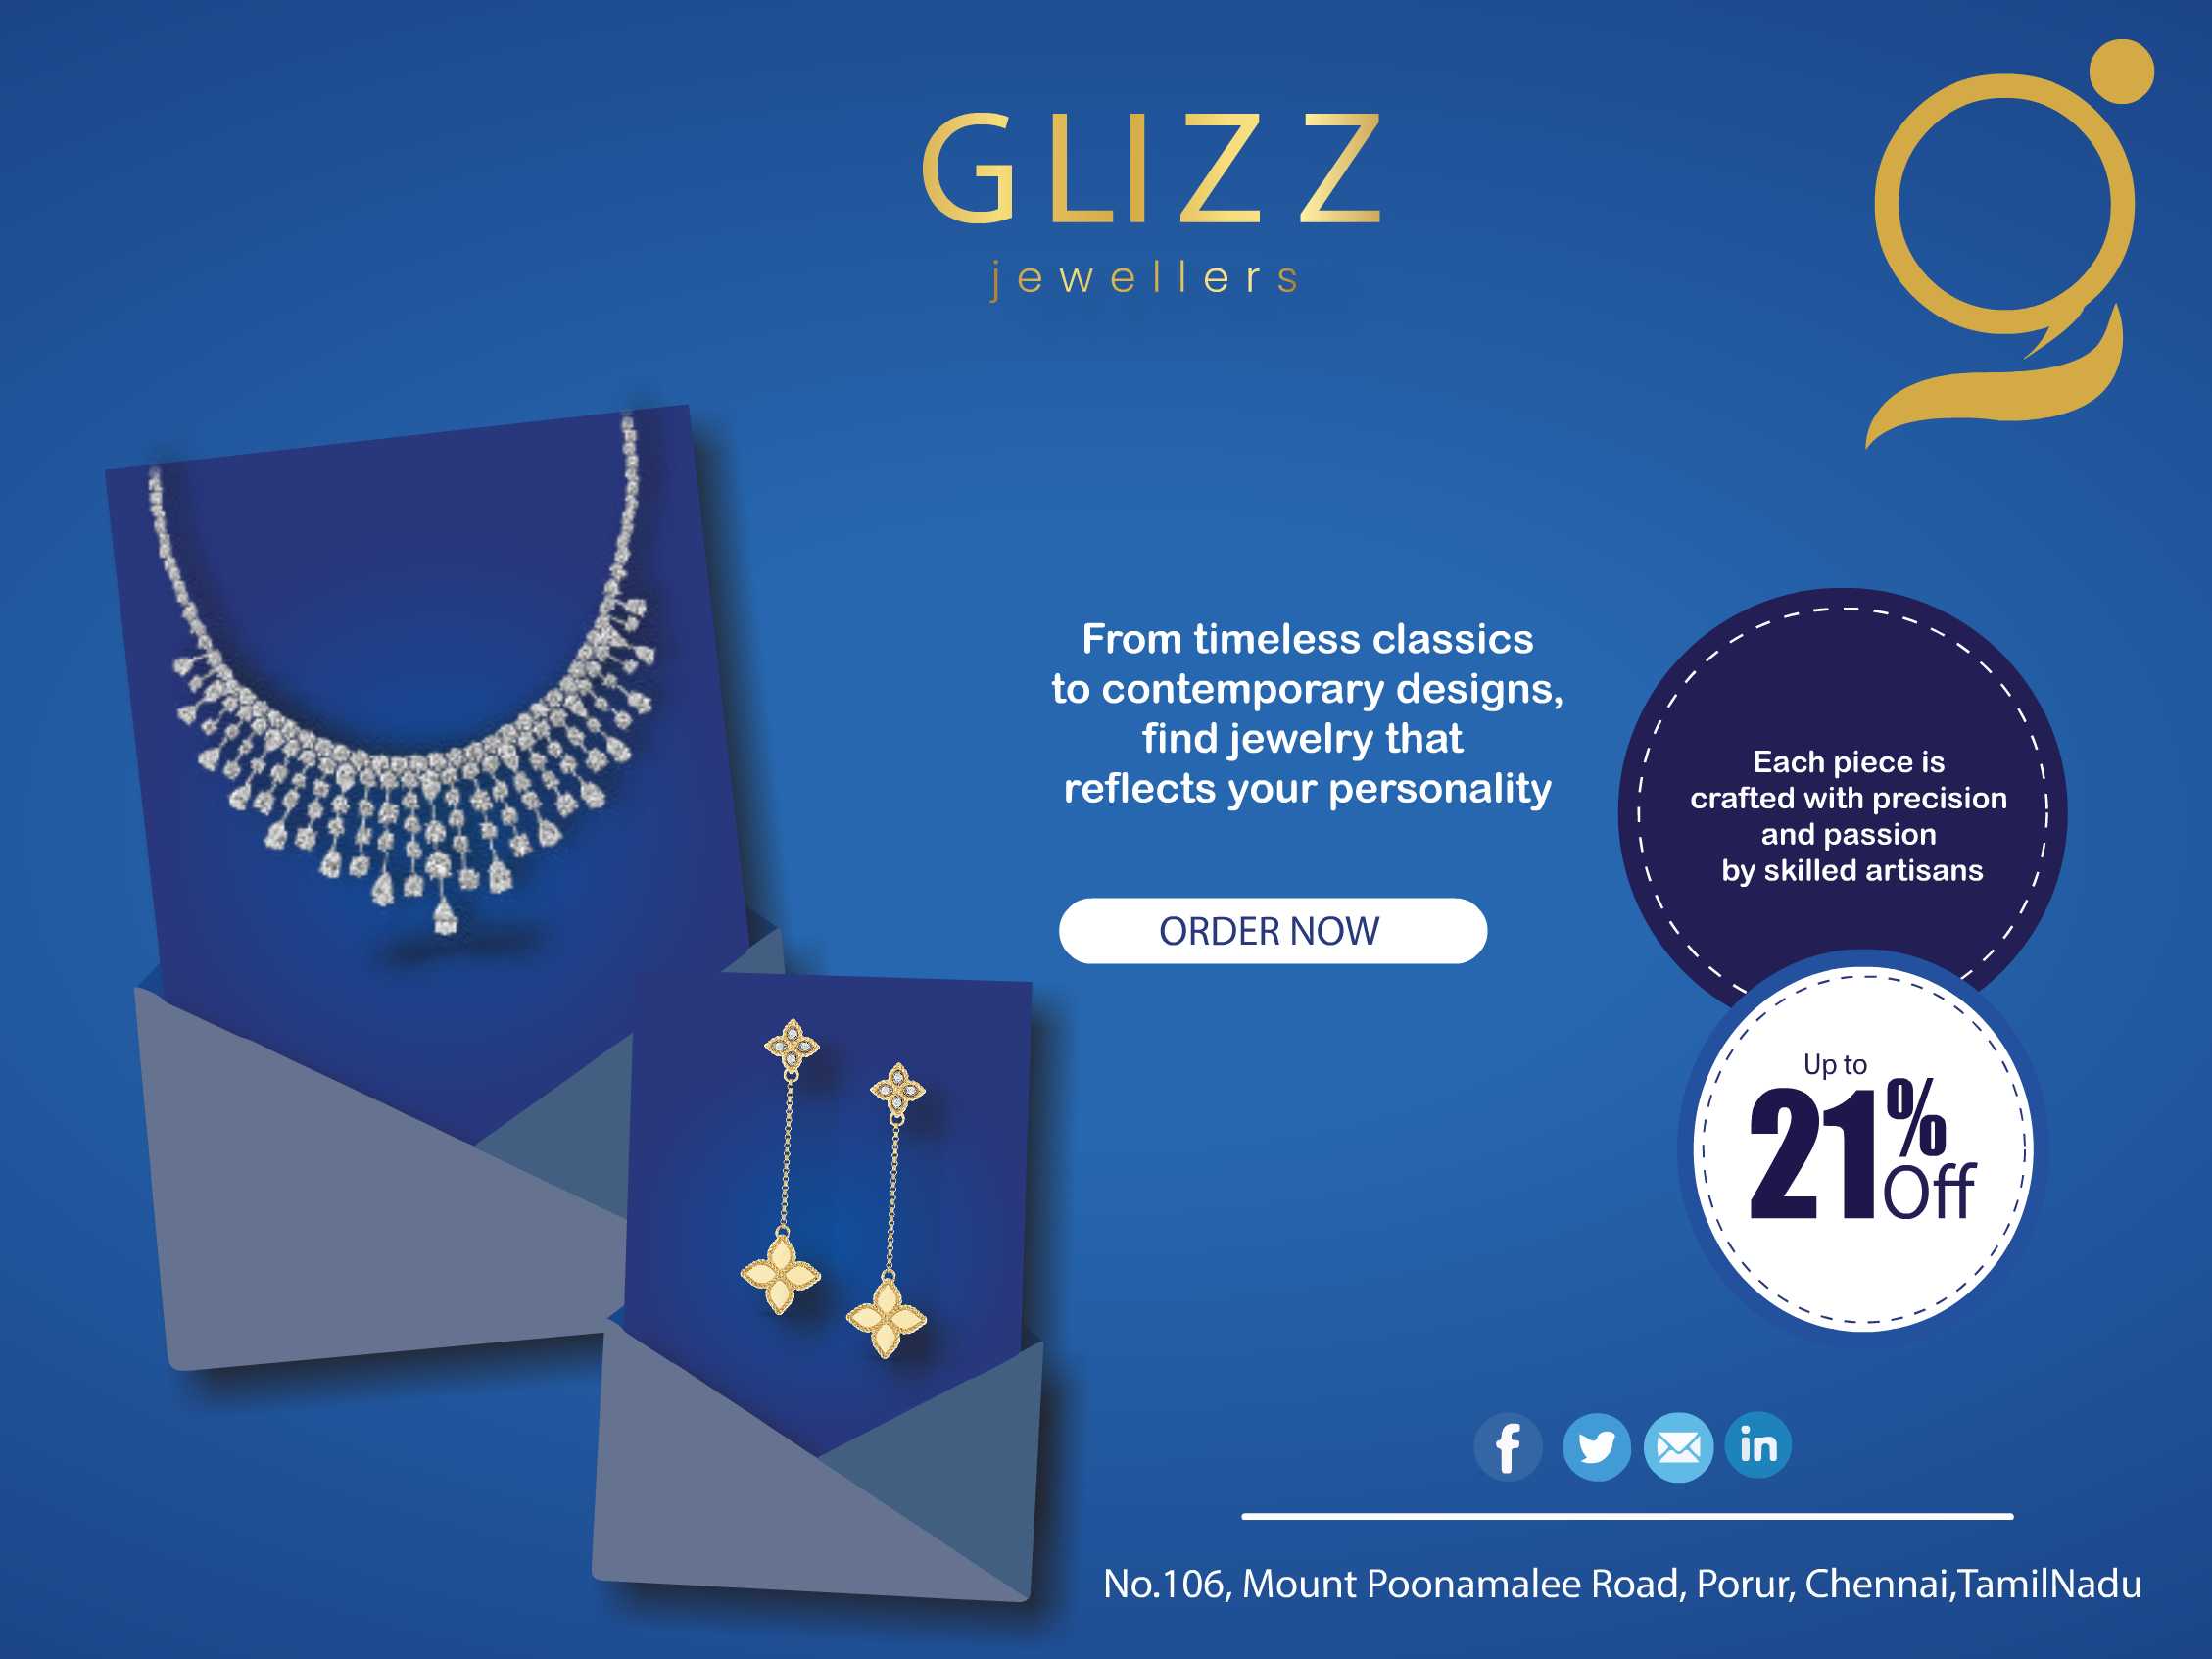 GLIZZ
jewellers
From timeless classics
to contemporary designs,
find jewelry that
reflects your personality
ORDER NOW
Each piece is
crafted with precision
and passion
by skilled artisans
Up to
21%
Off
No.106, Mount Poonamalee Road, Porur, Chennai,TamilNadu